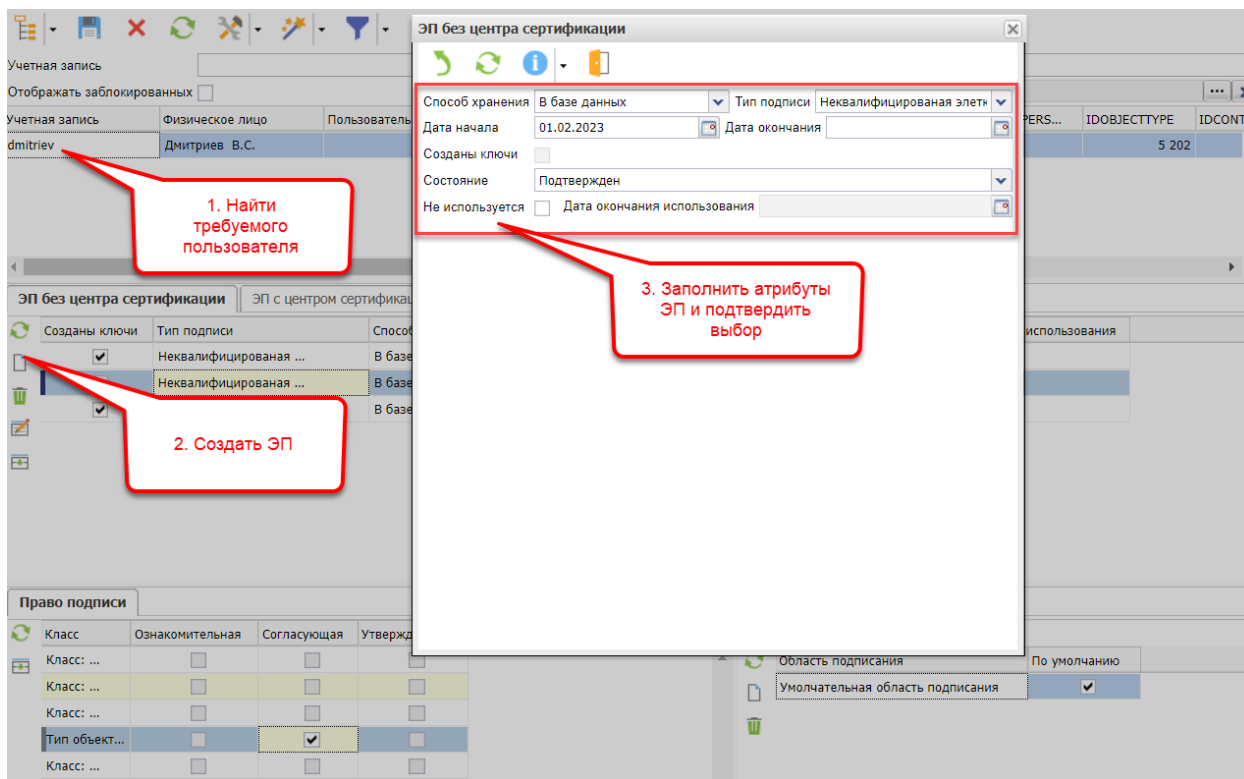 ЭП без центра сертификации
Учетная запись
Отображать заблокированных
Учетная запись Физическое лицо Пользователь PERS... IDOBJECTTYPE IDCONT
dmitriev Дмитриев В.С. 5 202
Способ хранения В базе данных Тип подписи Неквалифицированая элетк
Дата начала 01.02.2023 Дата окончания
Созданы ключи
Состояние Подтвержден
Не используется Дата окончания использования
1. Найти
требуемого
пользователя
3. Заполнить атрибуты
ЭП и подтвердить
выбор
ЭП без центра сертификации ЭП с центром сертификац
Созданы ключи Тип подписи Способ использования
Неквалифицированая ... В базе
Неквалифицированая ... В базе
В базе
2. Создать ЭП
Право подписи
Класс Ознакомительная Согласующая Утвержд
Класс: ...
Класс: ...
Класс: ...
Тип объект...
Класс: ...
Область подписания По умолчанию
Умолчательная область подписания